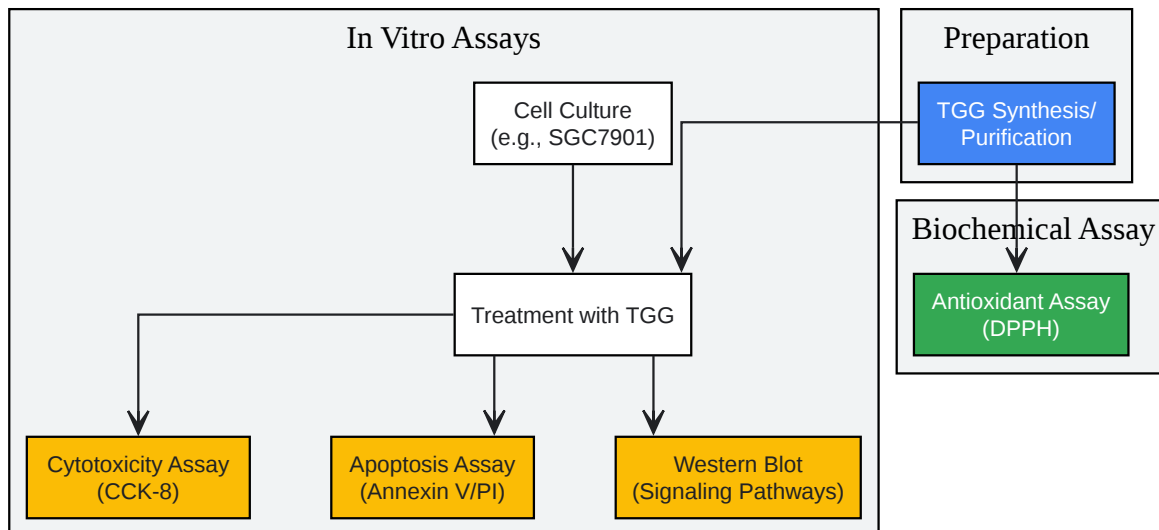 In Vitro Assays
Cell Culture
(e.g., SGC7901)
Treatment with TGG
Cytotoxicity Assay
(CCK-8)
Apoptosis Assay
(Annexin V/PI)
Western Blot
(Signaling Pathways)
Preparation
TGG Synthesis/
Purification
Biochemical Assay
Antioxidant Assay
(DPPH)